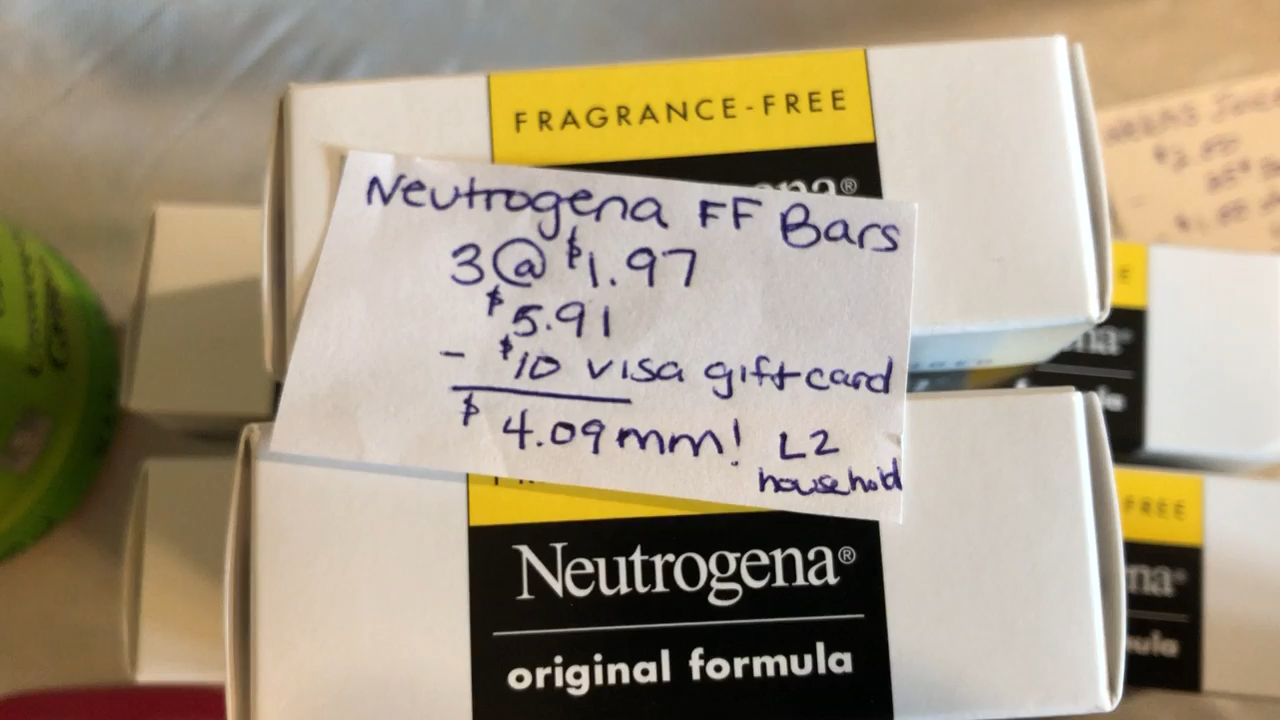 FRAGRANCE-FREE
Neutrogena FF Bars
3@ $1.97
$5.91
- $10 visa gift card
$4.09mm! L2
household
Neutrogena®
original formula
FREE